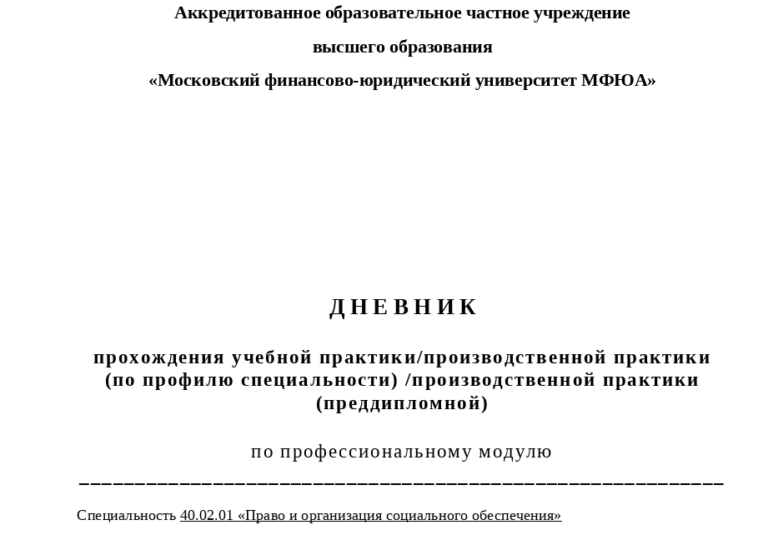 Аккредитованное образовательное частное учреждение
высшего образования
«Московский финансово-юридический университет МФЮА»
ДНЕВНИК
прохождения учебной практики/производственной практики
(по профилю специальности) /производственной практики
(преддипломной)
по профессиональному модулю
___________________________________________________________
Специальность 40.02.01 «Право и организация социального обеспечения»